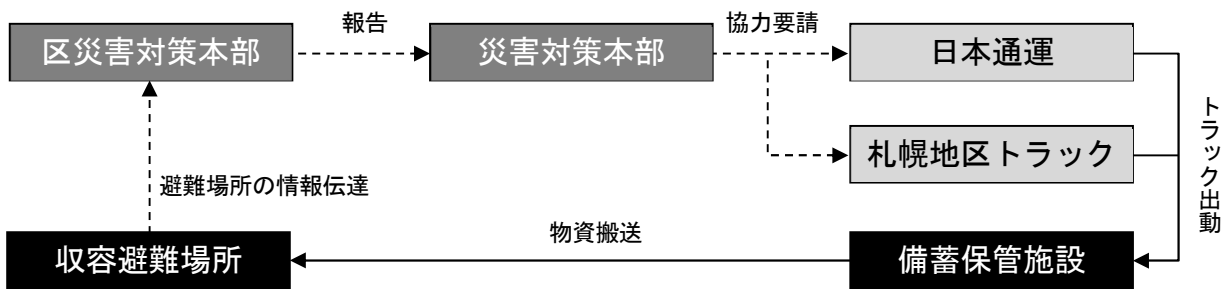 報告
協力要請
区災害対策本部
災害対策本部
日本通運
札幌地区トラック
トラック出動
避難場所の情報伝達
物資搬送
収容避難場所
備蓄保管施設